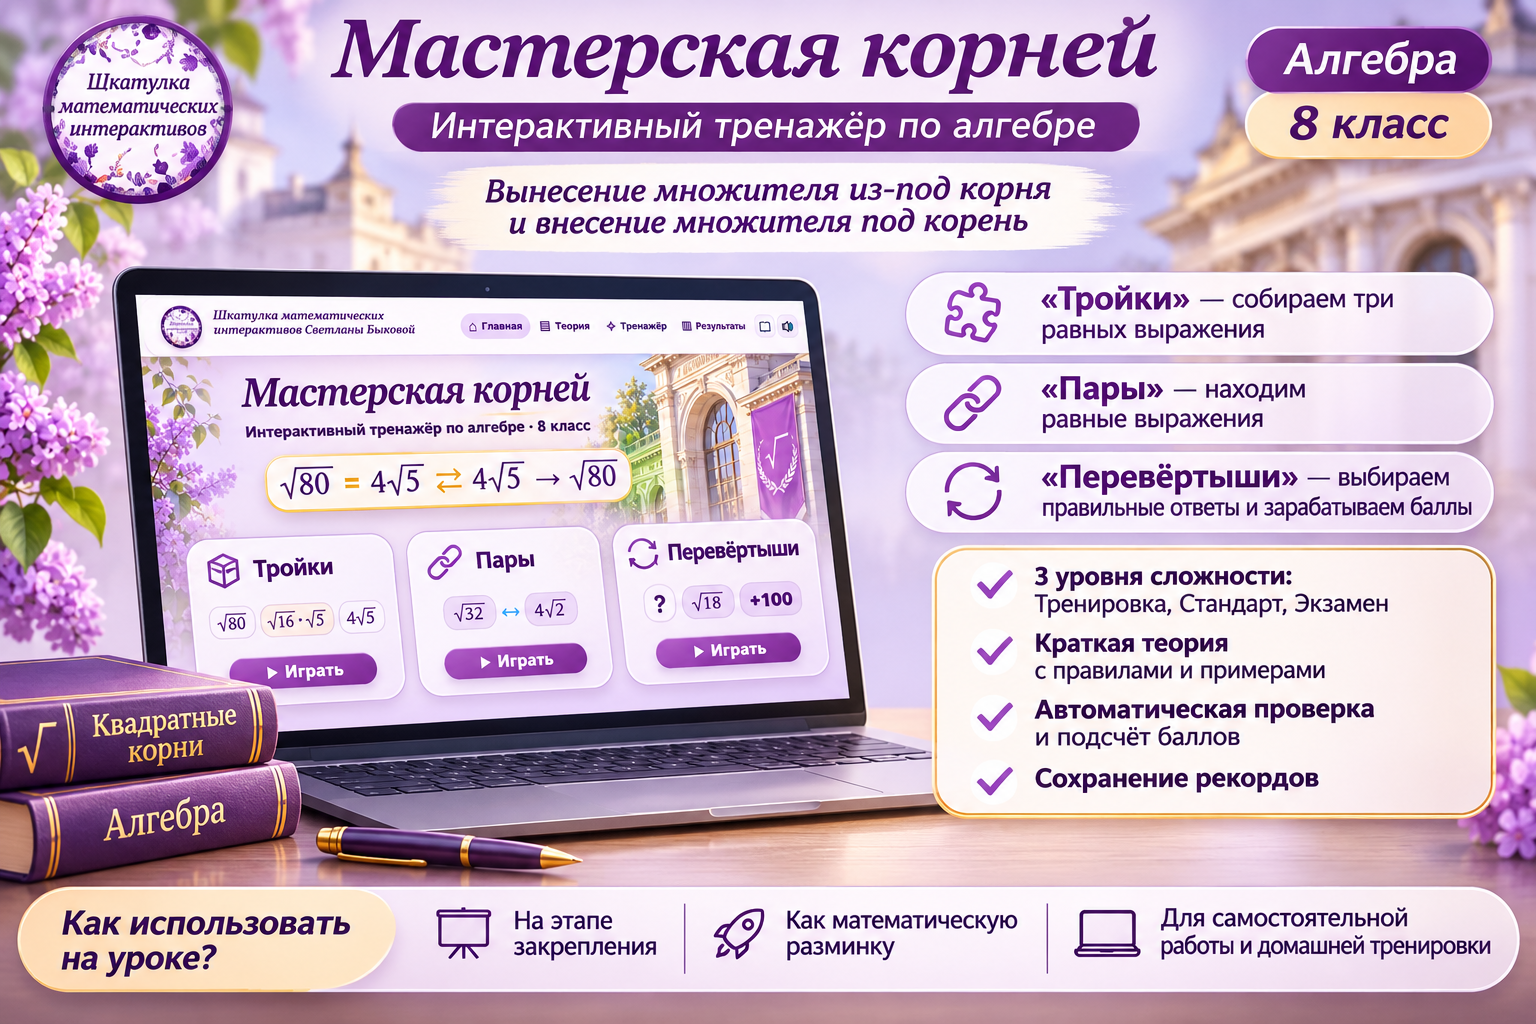 Шкатулка
математических
интерактивов
Мастерская корней
Интерактивный тренажёр по алгебре
Алгебра
8 класс
Вынесение множителя из-под корня
и внесение множителя под корень
Шкатулка математических
интерактивов Светланы Быковой
Главная
Теория
Тренажёр
Результаты
Мастерская корней
Интерактивный тренажёр по алгебре · 8 класс
√80 = 4√5 ⇄ 4√5 → √80
√
Тройки
√80 √16 · √5 4√5
Играть
Пары
√32 ↔ 4√2
Играть
Перевёртыши
? √18 +100
Играть
«Тройки» — собираем три
равных выражения
«Пары» — находим
равные выражения
«Перевёртыши» — выбираем
правильные ответы и зарабатываем баллы
3 уровня сложности:
Тренировка, Стандарт, Экзамен
Краткая теория
с правилами и примерами
Автоматическая проверка
и подсчёт баллов
Сохранение рекордов
√ Квадратные
корни
Алгебра
Как использовать
на уроке?
На этапе
закрепления
Как математическую
разминку
Для самостоятельной
работы и домашней тренировки